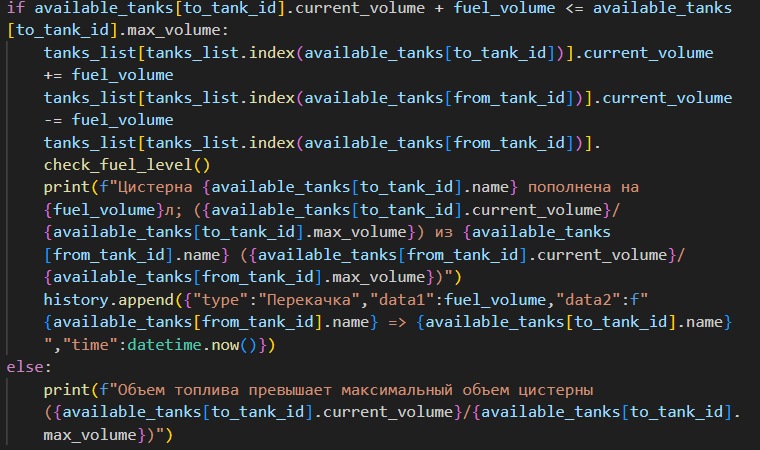 if available_tanks[to_tank_id].current_volume + fuel_volume <= available_tanks
[to_tank_id].max_volume:
    tanks_list[tanks_list.index(available_tanks[to_tank_id])].current_volume
    += fuel_volume
    tanks_list[tanks_list.index(available_tanks[from_tank_id])].current_volume
    -= fuel_volume
    tanks_list[tanks_list.index(available_tanks[from_tank_id])].
    check_fuel_level()
    print(f"Цистерна {available_tanks[to_tank_id].name} пополнена на
    {fuel_volume}л; ({available_tanks[to_tank_id].current_volume}/
    {available_tanks[to_tank_id].max_volume}) из {available_tanks
    [from_tank_id].name} ({available_tanks[from_tank_id].current_volume}/
    {available_tanks[from_tank_id].max_volume})")
    history.append({"type":"Перекачка","data1":fuel_volume,"data2":f"
    {available_tanks[from_tank_id].name} => {available_tanks[to_tank_id].name}
    ","time":datetime.now()})
else:
    print(f"Объем топлива превышает максимальный объем цистерны
    ({available_tanks[to_tank_id].current_volume}/{available_tanks[to_tank_id].
    max_volume})")